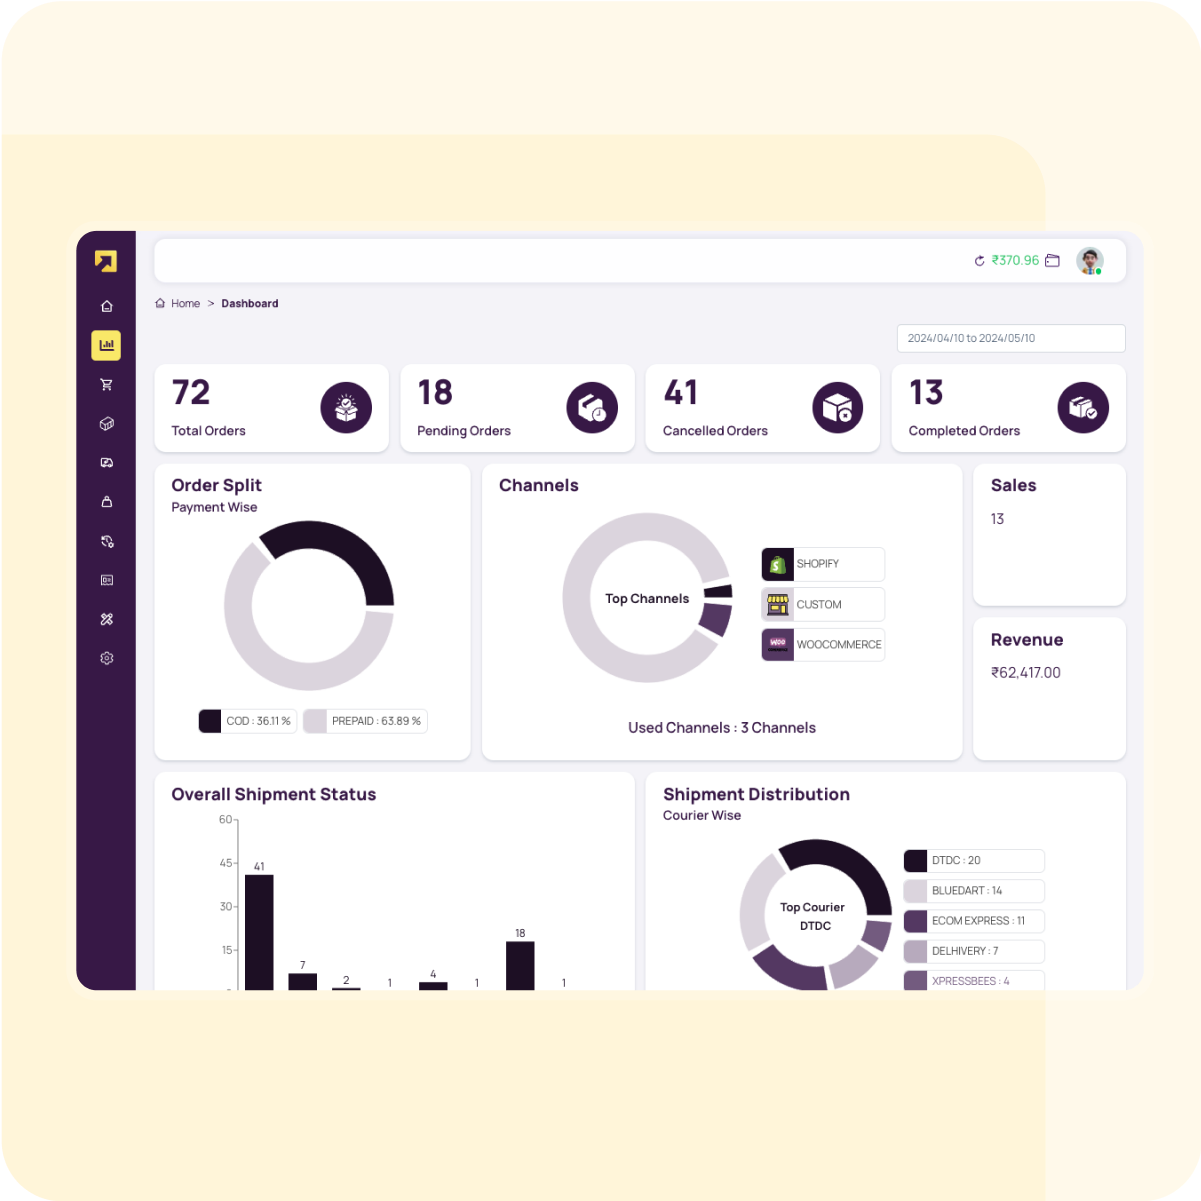 ₹370.96
Home > Dashboard
2024/04/10 to 2024/05/10
72
Total Orders
18
Pending Orders
41
Cancelled Orders
13
Completed Orders
Order Split
Payment Wise
COD : 36.11 %
PREPAID : 63.89 %
Channels
Top Channels
SHOPIFY
CUSTOM
WOO
WOOCOMMERCE
Used Channels : 3 Channels
Sales
13
Revenue
₹62,417.00
Overall Shipment Status
60
45
30
15
41
7
2
1
4
1
18
1
Shipment Distribution
Courier Wise
Top Courier
DTDC
DTDC : 20
BLUEDART : 14
ECOM EXPRESS : 11
DELHIVERY : 7
XPRESSBEES : 4